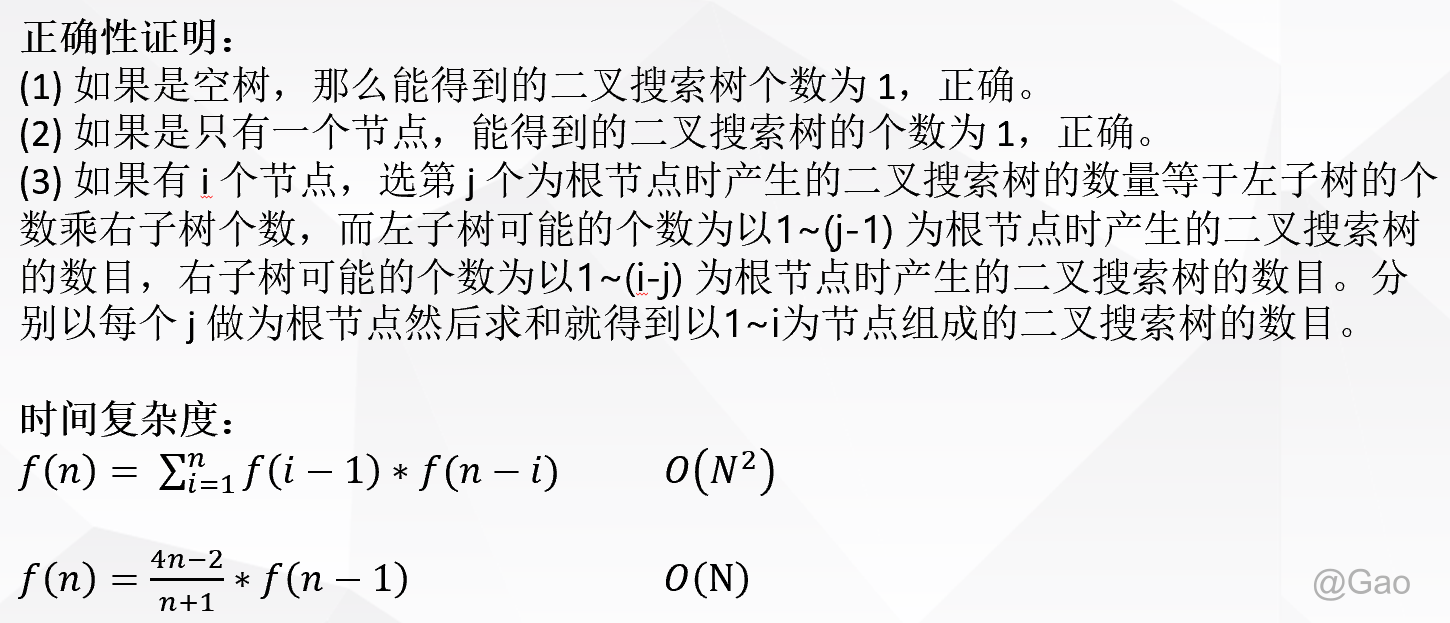 正确性证明：
(1) 如果是空树，那么能得到的二叉搜索树个数为 1，正确。
(2) 如果是只有一个节点，能得到的二叉搜索树的个数为 1，正确。
(3) 如果有 i 个节点，选第 j 个为根节点时产生的二叉搜索树的数量等于左子树的个
数乘右子树个数，而左子树可能的个数为以1~(j-1) 为根节点时产生的二叉搜索树
的数目，右子树可能的个数为以1~(i-j) 为根节点时产生的二叉搜索树的数目。分
别以每个 j 做为根节点然后求和就得到以1~i为节点组成的二叉搜索树的数目。
时间复杂度：
f(n) = ∑ⁿᵢ₌₁ f(i − 1) ∗ f(n − i) O(N²)
f(n) = (4n−2)/(n+1) ∗ f(n − 1) O(N)
@Gao